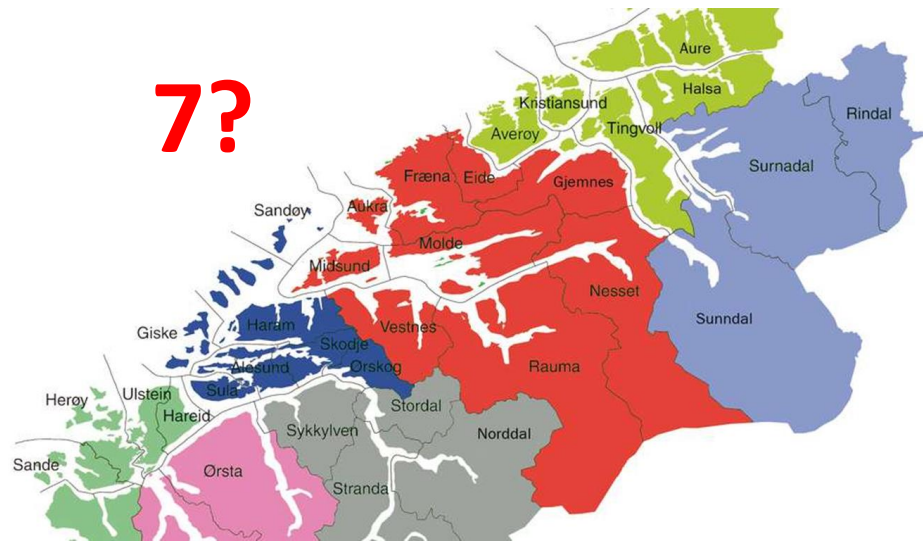 7?
Aure
Halsa
Rindal
Kristiansund
Averøy
Tingvoll
Surnadal
Fræna
Eide
Gjemnes
Sandøy
Aukra
Molde
Midsund
Nesset
Sunndal
Giske
Haram
Vestnes
Skodje
Rauma
Ålesund
Ørskog
Sula
Ulstein
Herøy
Hareid
Stordal
Sykkylven
Norddal
Sande
Ørsta
Stranda